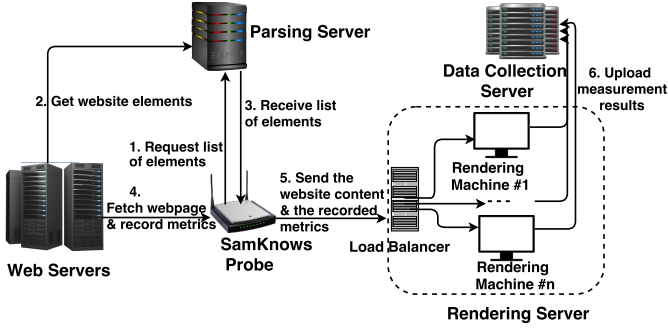 Parsing Server
2. Get website elements
3. Receive list
of elements
1. Request list
of elements
4.
Fetch webpage
& record metrics
Web Servers
SamKnows
Probe
5. Send the
website content
& the recorded
metrics
Load Balancer
Data Collection
Server
6. Upload
measurement
results
Rendering
Machine #1
Rendering
Machine #n
Rendering Server